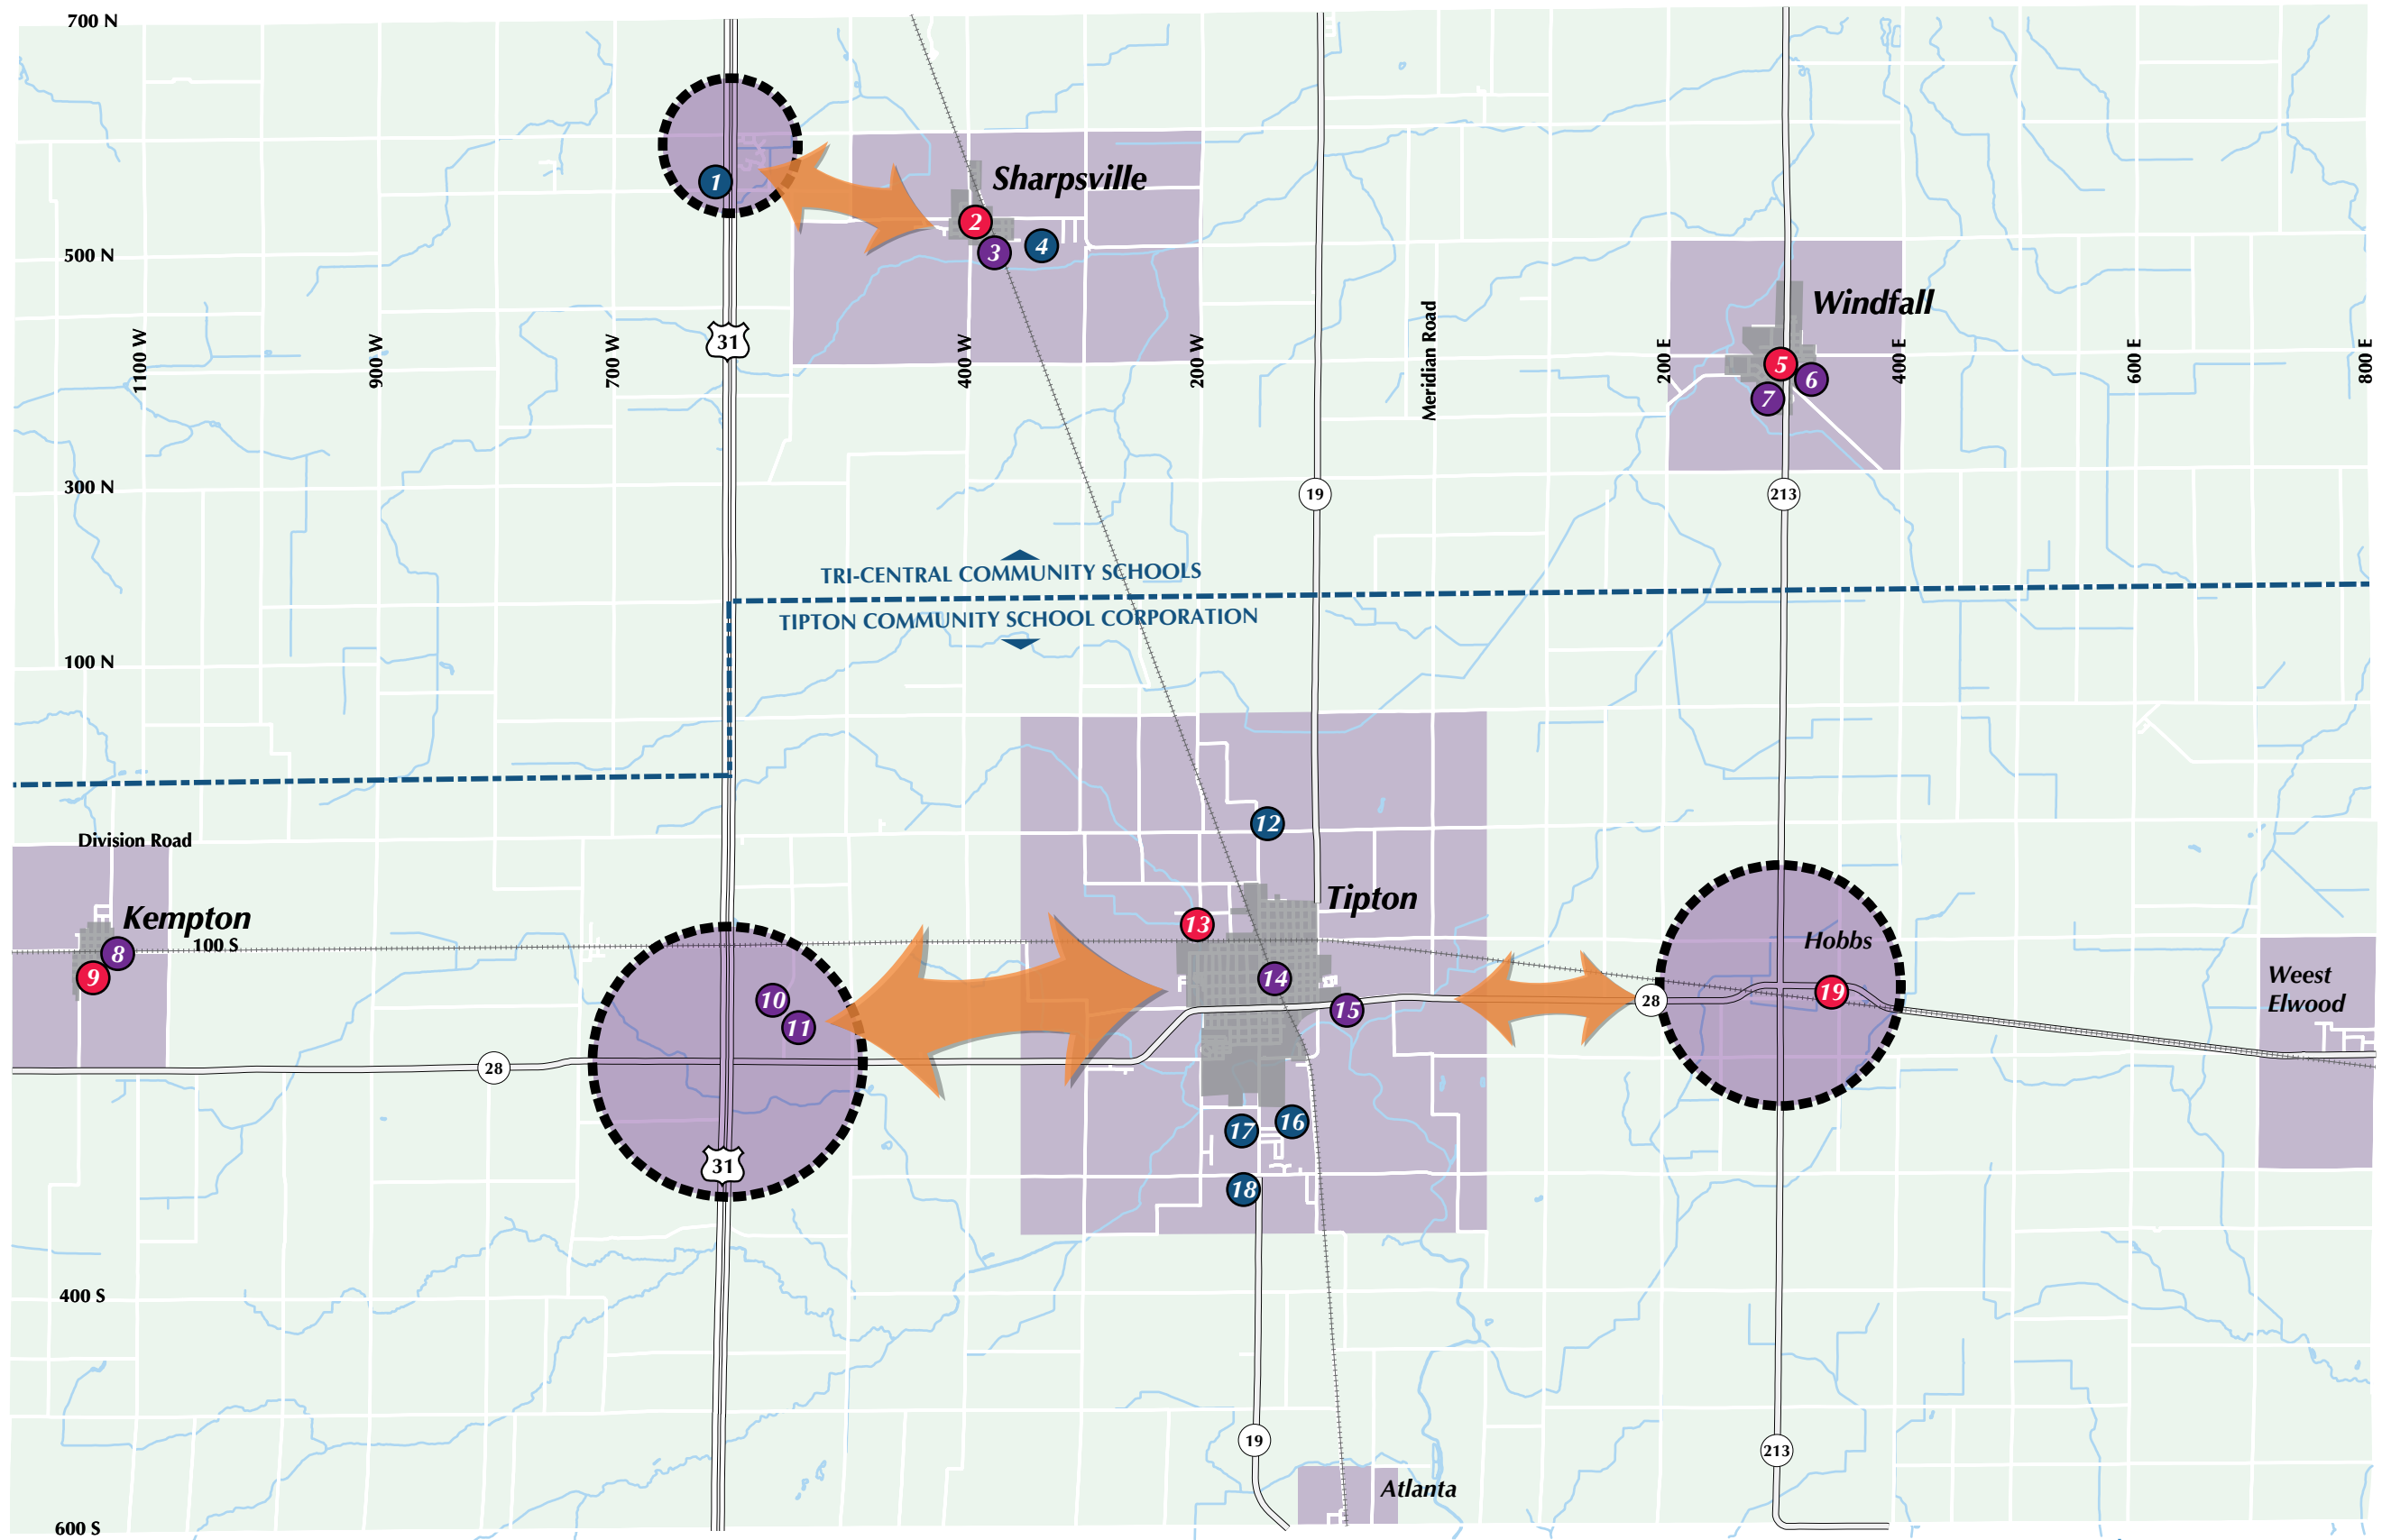 700 N
1
Sharpsville
2
3
4
500 N
31
1100 W
900 W
700 W
400 W
200 W
Meridian Road
Windfall
200 E
400 E
600 E
800 E
5
6
7
300 N
19
213
TRI-CENTRAL COMMUNITY SCHOOLS
TIPTON COMMUNITY SCHOOL CORPORATION
100 N
12
Division Road
Kempton
100 S
8
9
Tipton
13
Hobbs
10
11
14
15
28
19
Weest
Elwood
28
31
17
16
18
400 S
19
213
Atlanta
600 S